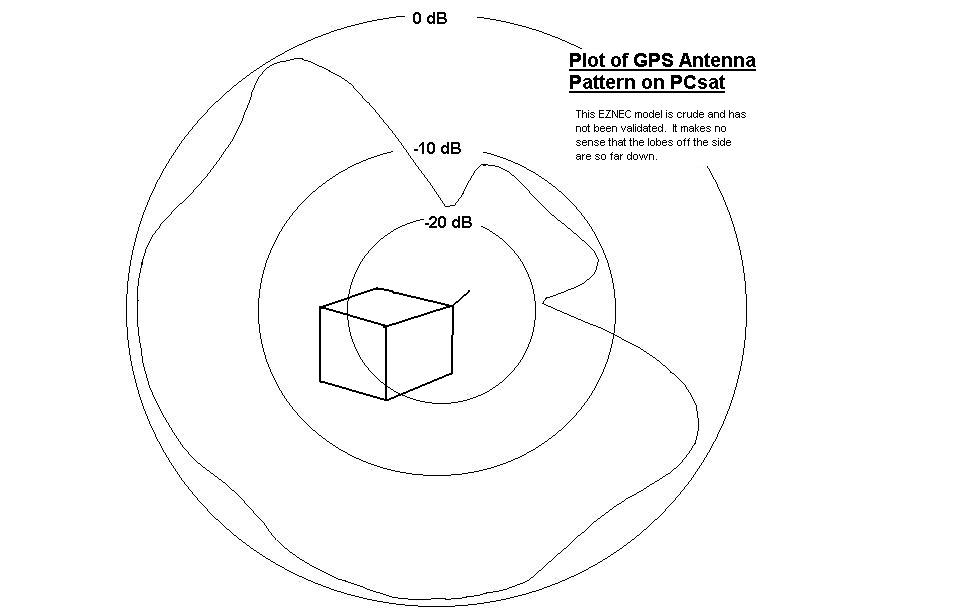 0 dB
Plot of GPS Antenna
Pattern on PCsat
This EZNEC model is crude and has
not been validated.  It makes no
sense that the lobes off the side
are so far down.
-10 dB
-20 dB